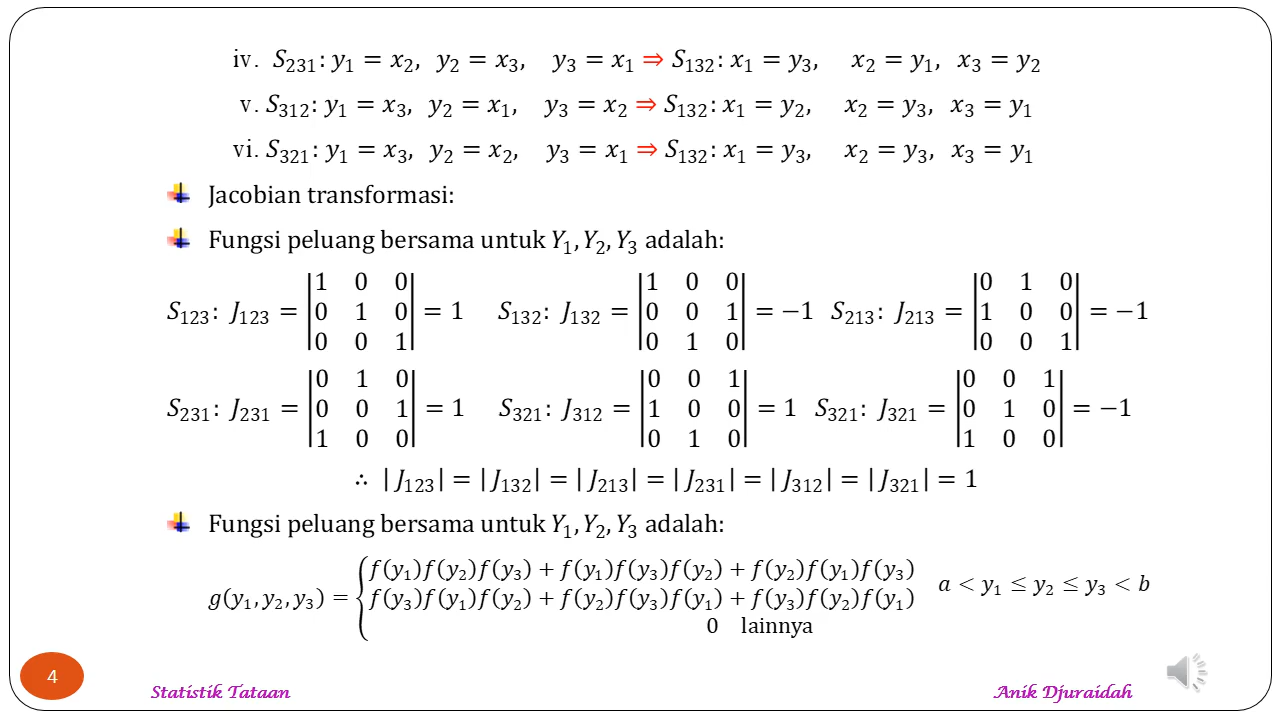 iv. S₂₃₁: y₁ = x₂, y₂ = x₃, y₃ = x₁ ⇒ S₁₃₂: x₁ = y₃, x₂ = y₁, x₃ = y₂
v. S₃₁₂: y₁ = x₃, y₂ = x₁, y₃ = x₂ ⇒ S₁₃₂: x₁ = y₂, x₂ = y₃, x₃ = y₁
vi. S₃₂₁: y₁ = x₃, y₂ = x₂, y₃ = x₁ ⇒ S₁₃₂: x₁ = y₃, x₂ = y₃, x₃ = y₁
Jacobian transformasi:
Fungsi peluang bersama untuk Y₁, Y₂, Y₃ adalah:
S₁₂₃: J₁₂₃ = |1 0 0; 0 1 0; 0 0 1| = 1 S₁₃₂: J₁₃₂ = |1 0 0; 0 0 1; 0 1 0| = −1 S₂₁₃: J₂₁₃ = |0 1 0; 1 0 0; 0 0 1| = −1
S₂₃₁: J₂₃₁ = |0 1 0; 0 0 1; 1 0 0| = 1 S₃₂₁: J₃₁₂ = |0 0 1; 1 0 0; 0 1 0| = 1 S₃₂₁: J₃₂₁ = |0 0 1; 0 1 0; 1 0 0| = −1
∴ |J₁₂₃| = |J₁₃₂| = |J₂₁₃| = |J₂₃₁| = |J₃₁₂| = |J₃₂₁| = 1
Fungsi peluang bersama untuk Y₁, Y₂, Y₃ adalah:
f(y₁)f(y₂)f(y₃) + f(y₁)f(y₃)f(y₂) + f(y₂)f(y₁)f(y₃)
g(y₁, y₂, y₃) = { f(y₃)f(y₁)f(y₂) + f(y₂)f(y₃)f(y₁) + f(y₃)f(y₂)f(y₁) a < y₁ ≤ y₂ ≤ y₃ < b
0 lainnya
4
Statistik Tataan
Anik Djuraidah